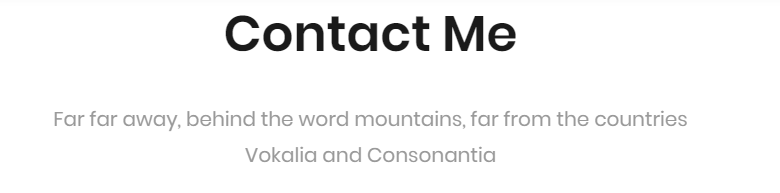 Contact Me
Far far away, behind the word mountains, far from the countries
Vokalia and Consonantia